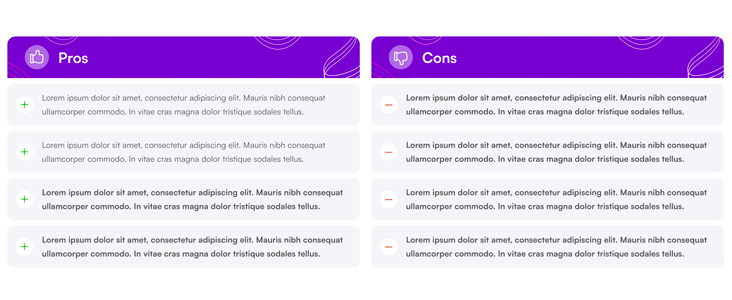 Pros
Lorem ipsum dolor sit amet, consectetur adipiscing elit. Mauris nibh consequat
ullamcorper commodo. In vitae cras magna dolor tristique sodales tellus.
Lorem ipsum dolor sit amet, consectetur adipiscing elit. Mauris nibh consequat
ullamcorper commodo. In vitae cras magna dolor tristique sodales tellus.
Lorem ipsum dolor sit amet, consectetur adipiscing elit. Mauris nibh consequat
ullamcorper commodo. In vitae cras magna dolor tristique sodales tellus.
Lorem ipsum dolor sit amet, consectetur adipiscing elit. Mauris nibh consequat
ullamcorper commodo. In vitae cras magna dolor tristique sodales tellus.
Cons
Lorem ipsum dolor sit amet, consectetur adipiscing elit. Mauris nibh consequat
ullamcorper commodo. In vitae cras magna dolor tristique sodales tellus.
Lorem ipsum dolor sit amet, consectetur adipiscing elit. Mauris nibh consequat
ullamcorper commodo. In vitae cras magna dolor tristique sodales tellus.
Lorem ipsum dolor sit amet, consectetur adipiscing elit. Mauris nibh consequat
ullamcorper commodo. In vitae cras magna dolor tristique sodales tellus.
Lorem ipsum dolor sit amet, consectetur adipiscing elit. Mauris nibh consequat
ullamcorper commodo. In vitae cras magna dolor tristique sodales tellus.